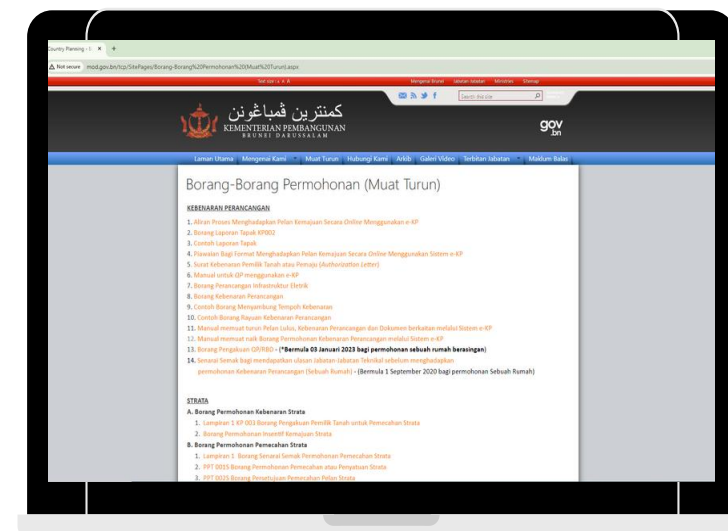 Country Planning - I
Not secure mod.gov.bn/tcp/SitePages/Borang-Borang%20Permohonan%20(Muat%20Turun).aspx
Text size : A A A Mengenai Brunei Jabatan-Jabatan Ministries Sitemap
Search this site
كمنترين ڤمباڠونن
KEMENTERIAN PEMBANGUNAN
BRUNEI DARUSSALAM
gov
.bn
Laman Utama Mengenai Kami Muat Turun Hubungi Kami Arkib Galeri Video Terbitan Jabatan Maklum Balas
Borang-Borang Permohonan (Muat Turun)
KEBENARAN PERANCANGAN
1. Aliran Proses Menghadapkan Pelan Kemajuan Secara Online Menggunakan e-KP
2. Borang Laporan Tapak KP002
3. Contoh Laporan Tapak
4. Piawaian Bagi Format Menghadapkan Pelan Kemajuan Secara Online Menggunakan Sistem e-KP
5. Surat Kebenaran Pemilik Tanah atau Pemaju (Authorization Letter)
6. Manual untuk QP menggunakan e-KP
7. Borang Perancangan Infrastruktur Eletrik
8. Borang Kebenaran Perancangan
9. Contoh Borang Menyambung Tempoh Kebenaran
10. Contoh Borang Rayuan Kebenaran Perancangan
11. Manual memuat turun Pelan Lulus, Kebenaran Perancangan dan Dokumen berkaitan melalui Sistem e-KP
12. Manual memuat naik Borang Permohonan Kebenaran Perancangan melalui Sistem e-KP
13. Borang Pengakuan QP/RBD - (*Bermula 03 Januari 2023 bagi permohonan sebuah rumah berasingan)
14. Senarai Semak bagi mendapatkan ulasan Jabatan-Jabatan Teknikal sebelum menghadapkan
permohonan Kebenaran Perancangan (Sebuah Rumah) - (Bermula 1 September 2020 bagi permohonan Sebuah Rumah)
STRATA
A. Borang Permohonan Kebenaran Strata
1. Lampiran 1 KP 003 Borang Pengakuan Pemilik Tanah untuk Pemecahan Strata
2. Borang Permohonan Insentif Kemajuan Strata
B. Borang Permohonan Pemecahan Strata
1. Lampiran 1 Borang Senarai Semak Permohonan Pemecahan Strata
2. PPT 001S Borang Permohonan Pemecahan atau Penyatuan Strata
3. PPT 002S Borang Persetujuan Pemecahan Pelan Strata